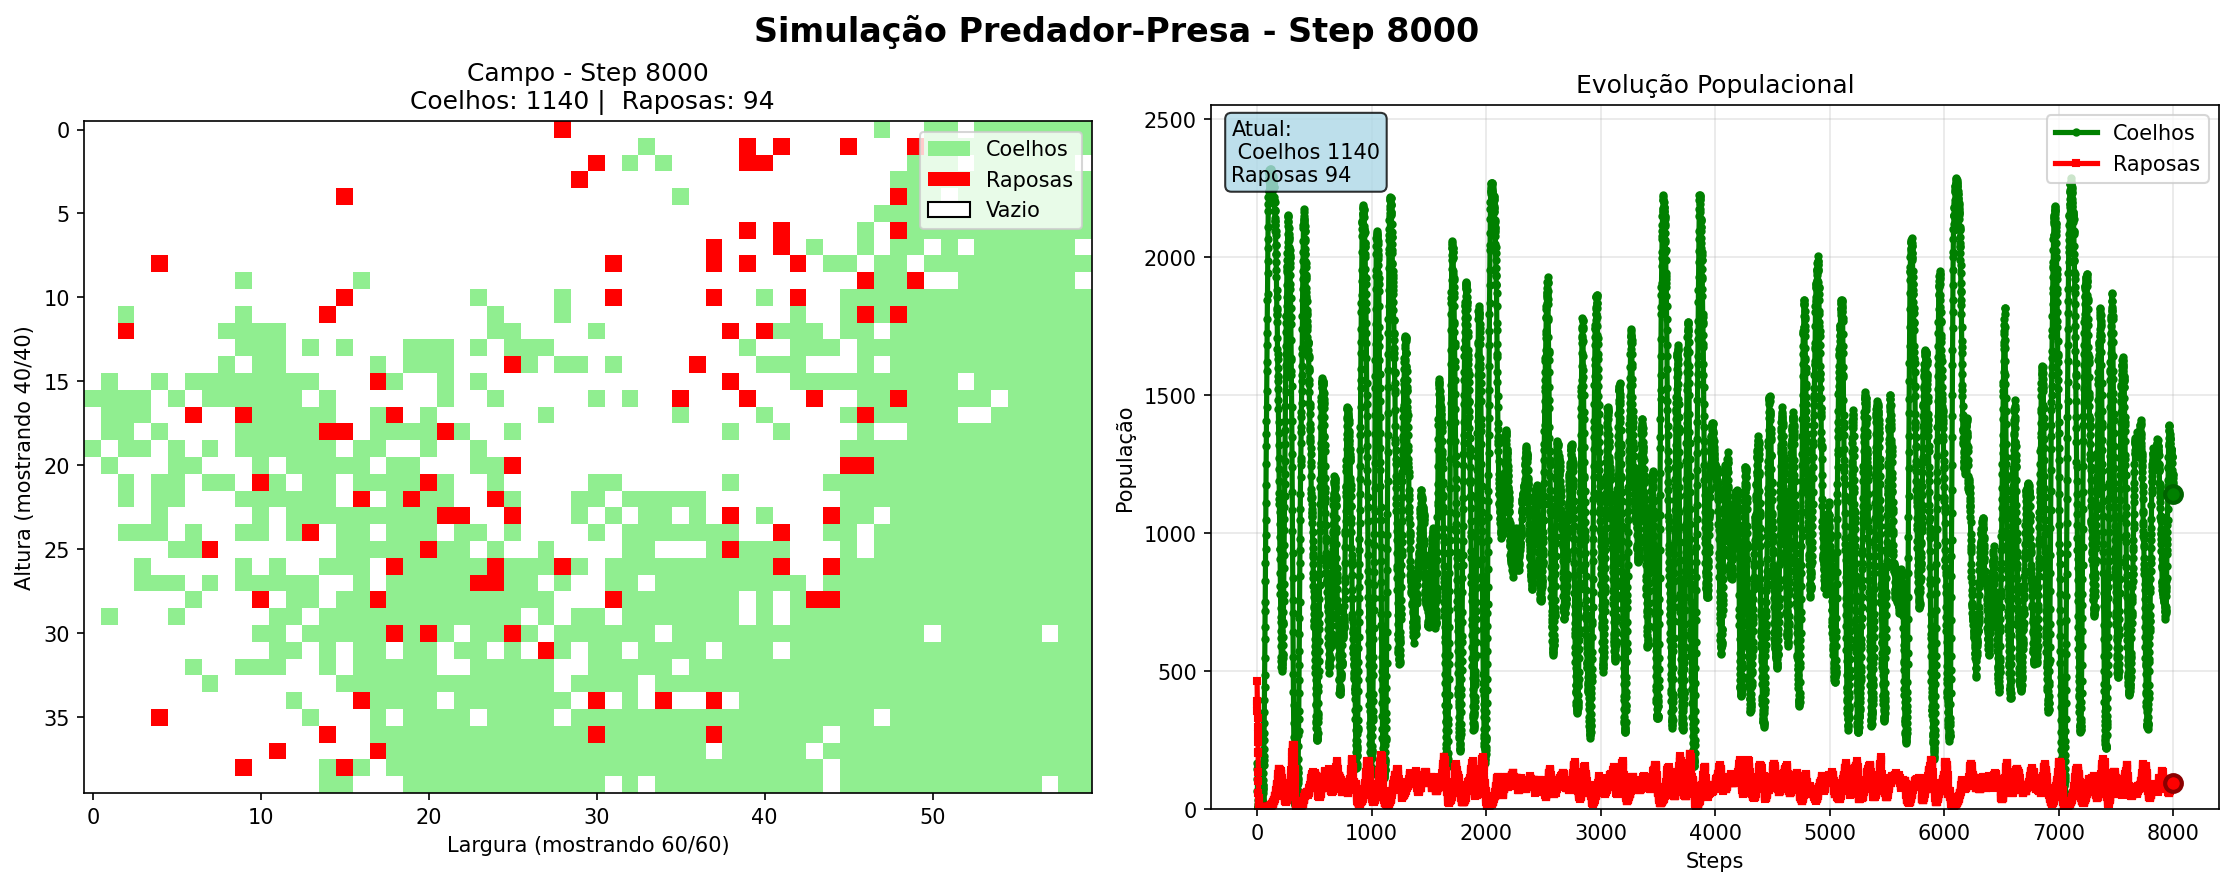 Simulação Predador-Presa - Step 8000
Campo - Step 8000
Coelhos: 1140 |  Raposas: 94
0
5
10
15
20
25
30
35
Altura (mostrando 40/40)
0
10
20
30
40
50
Largura (mostrando 60/60)
Coelhos
Raposas
Vazio
Evolução Populacional
2500
2000
1500
1000
500
0
População
0
1000
2000
3000
4000
5000
6000
7000
8000
Steps
Atual:
Coelhos 1140
Raposas 94
Coelhos
Raposas